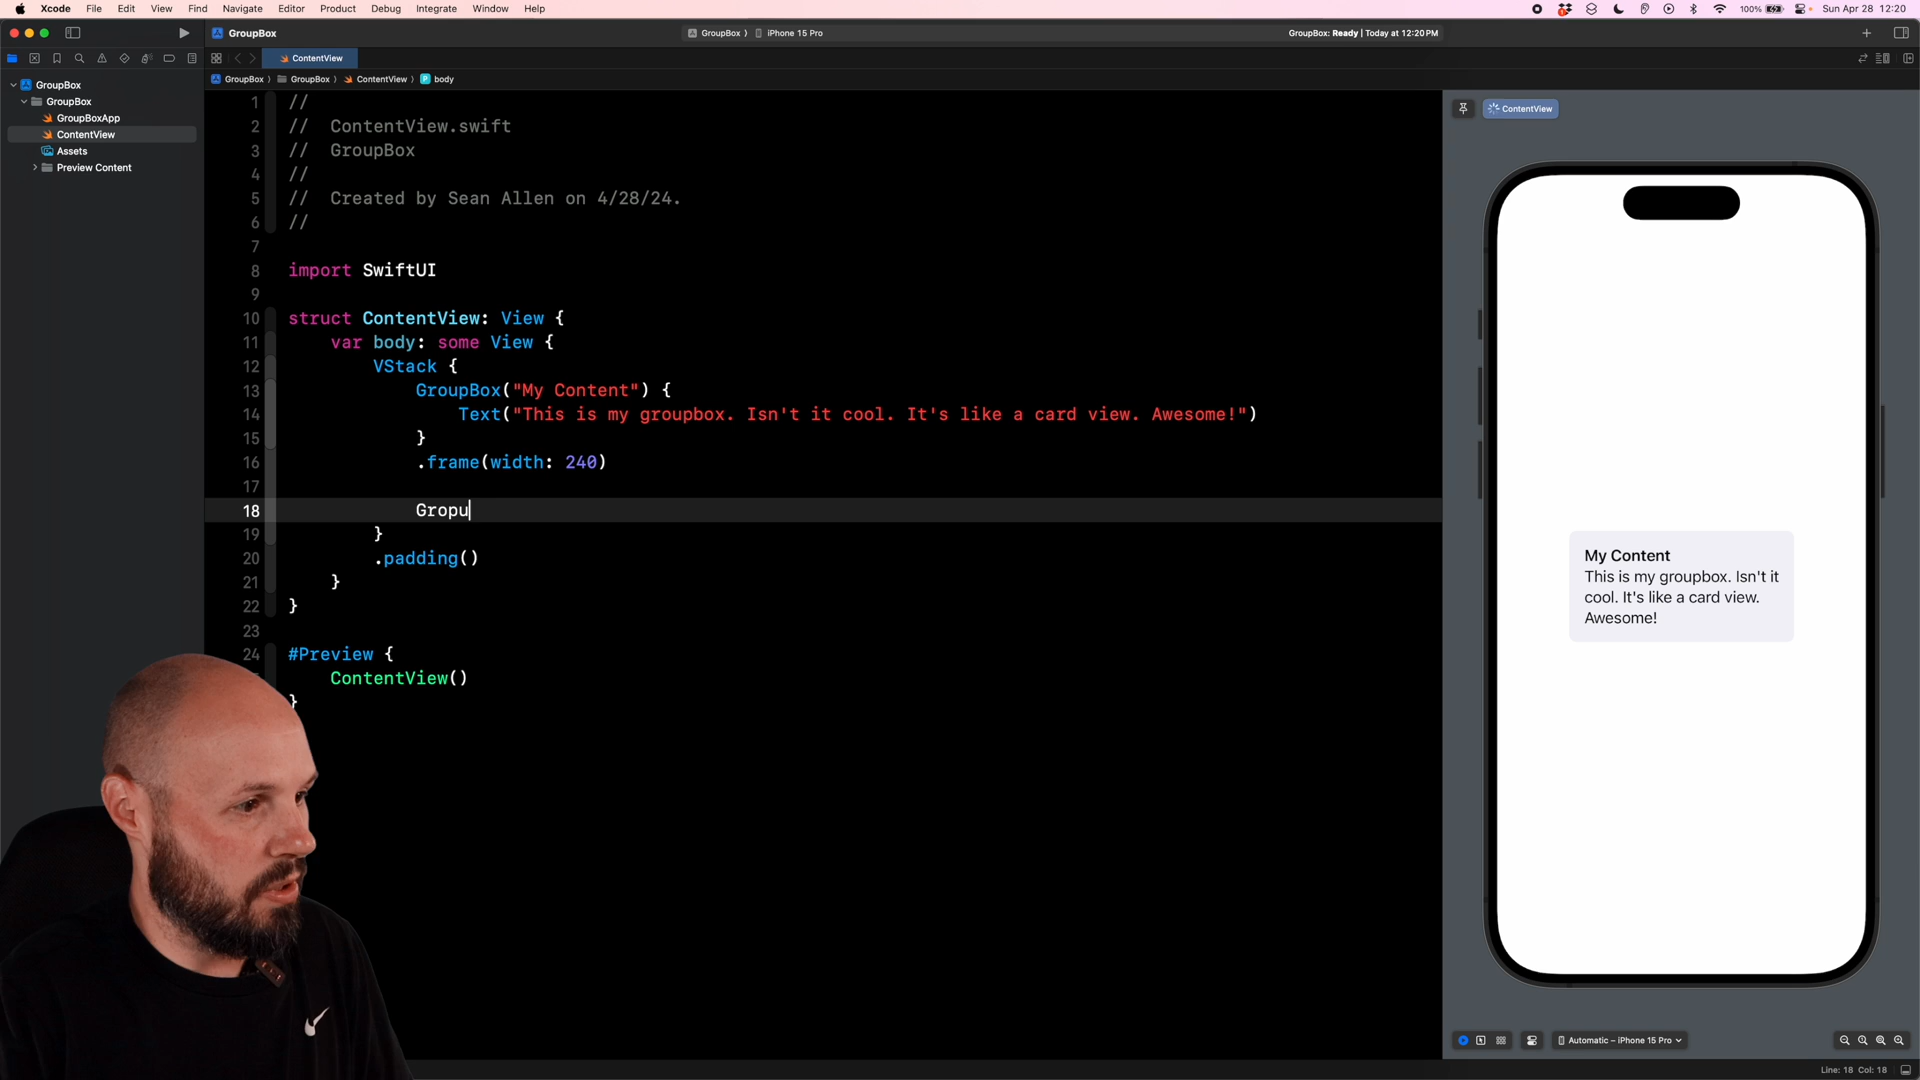 Xcode File Edit View Find Navigate Editor Product Debug Integrate Window Help 100% Sun Apr 28 12:20
GroupBox GroupBox 〉 iPhone 15 Pro GroupBox: Ready | Today at 12:20 PM
ContentView
GroupBox 〉 GroupBox 〉 ContentView 〉 P body
GroupBox
GroupBox
GroupBoxApp
ContentView
Assets
Preview Content
1 //
2 //  ContentView.swift
3 //  GroupBox
4 //
5 //  Created by Sean Allen on 4/28/24.
6 //
7
8 import SwiftUI
9
10 struct ContentView: View {
11     var body: some View {
12         VStack {
13             GroupBox("My Content") {
14                 Text("This is my groupbox. Isn't it cool. It's like a card view. Awesome!")
15             }
16             .frame(width: 240)
17
18             Gropu
19         }
20         .padding()
21     }
22 }
23
24 #Preview {
    ContentView()
}
ContentView
My Content
This is my groupbox. Isn't it
cool. It's like a card view.
Awesome!
Automatic – iPhone 15 Pro
Line: 18 Col: 18